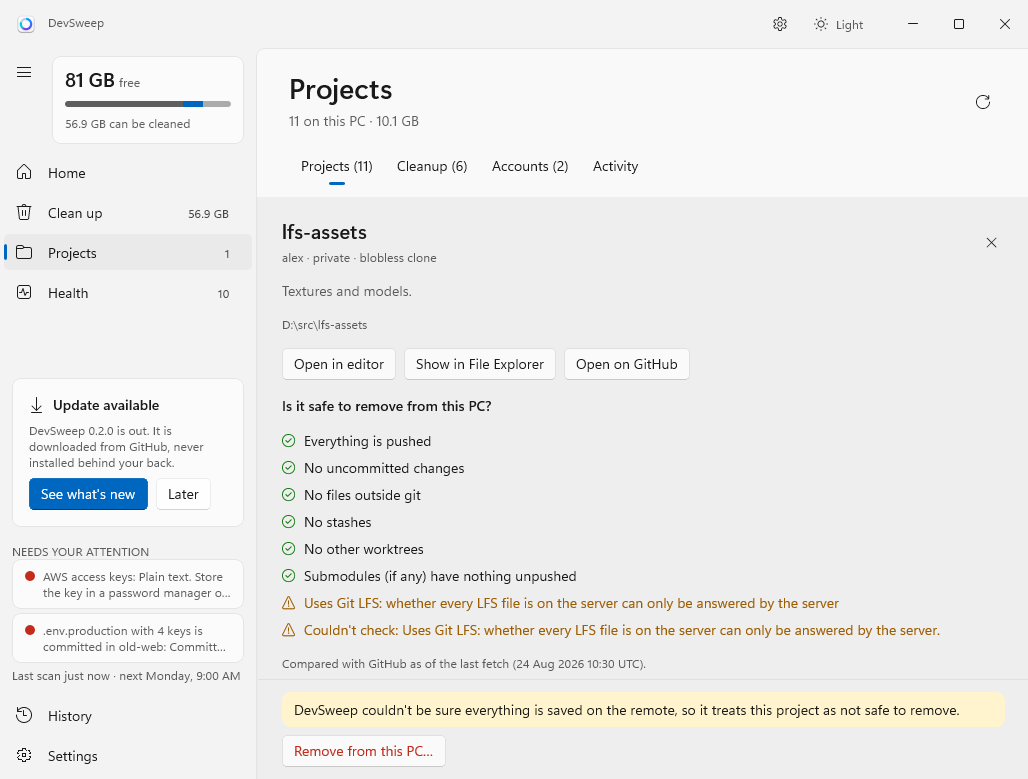 DevSweep
Light
81 GB free
56.9 GB can be cleaned
Home
Clean up 56.9 GB
Projects 1
Health 10
Update available
DevSweep 0.2.0 is out. It is
downloaded from GitHub, never
installed behind your back.
See what's new Later
NEEDS YOUR ATTENTION
AWS access keys: Plain text. Store
the key in a password manager o...
.env.production with 4 keys is
committed in old-web: Committ...
Last scan just now · next Monday, 9:00 AM
History
Settings
Projects
11 on this PC · 10.1 GB
Projects (11) Cleanup (6) Accounts (2) Activity
lfs-assets
alex · private · blobless clone
Textures and models.
D:\src\lfs-assets
Open in editor Show in File Explorer Open on GitHub
Is it safe to remove from this PC?
Everything is pushed
No uncommitted changes
No files outside git
No stashes
No other worktrees
Submodules (if any) have nothing unpushed
Uses Git LFS: whether every LFS file is on the server can only be answered by the server
Couldn't check: Uses Git LFS: whether every LFS file is on the server can only be answered by the server.
Compared with GitHub as of the last fetch (24 Aug 2026 10:30 UTC).
DevSweep couldn't be sure everything is saved on the remote, so it treats this project as not safe to remove.
Remove from this PC...